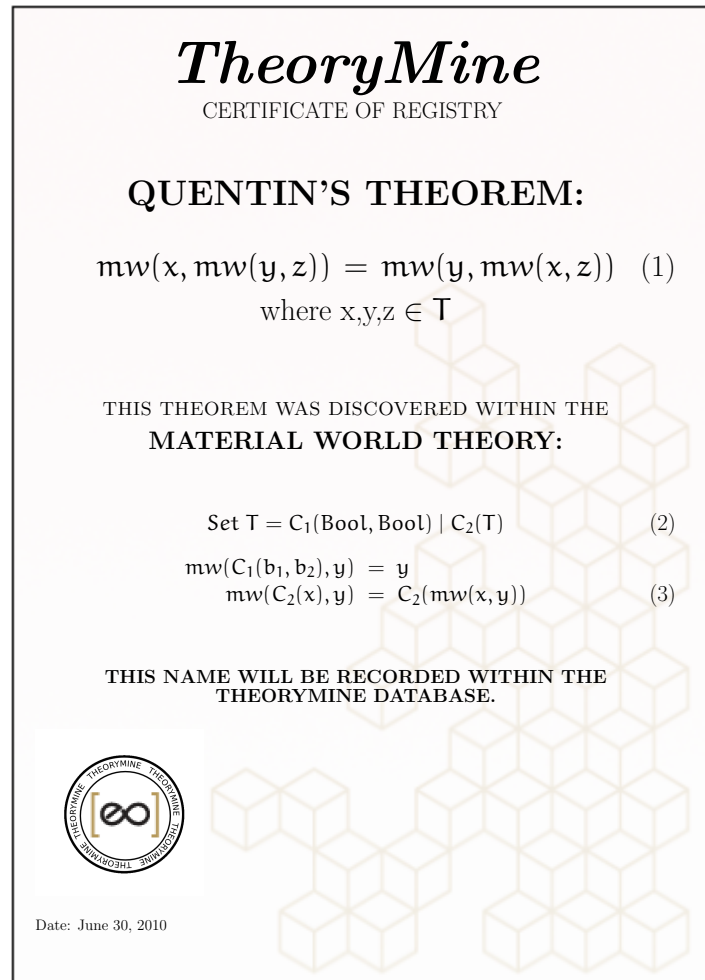 TheoryMine
CERTIFICATE OF REGISTRY
QUENTIN'S THEOREM:
mw(x, mw(y, z)) = mw(y, mw(x, z)) (1)
where x,y,z ∈ T
THIS THEOREM WAS DISCOVERED WITHIN THE
MATERIAL WORLD THEORY:
Set T = C₁(Bool, Bool) | C₂(T) (2)
mw(C₁(b₁, b₂), y) = y
mw(C₂(x), y) = C₂(mw(x, y)) (3)
THIS NAME WILL BE RECORDED WITHIN THE
THEORYMINE DATABASE.
THEORYMINE THEORYMINE THEORYMINE THEORYMINE THEORYMINE
Date: June 30, 2010